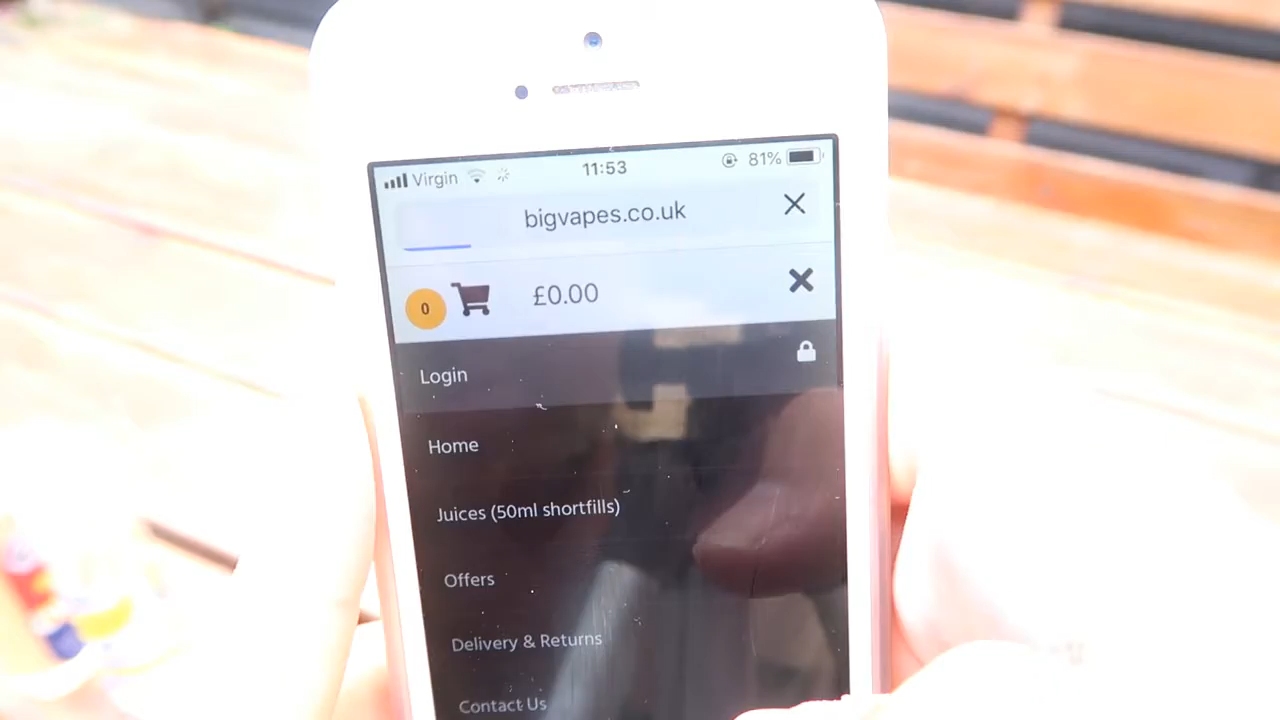 Virgin 11:53 81%
bigvapes.co.uk
0 £0.00
Login
Home
Juices (50ml shortfills)
Offers
Delivery & Returns
Contact Us